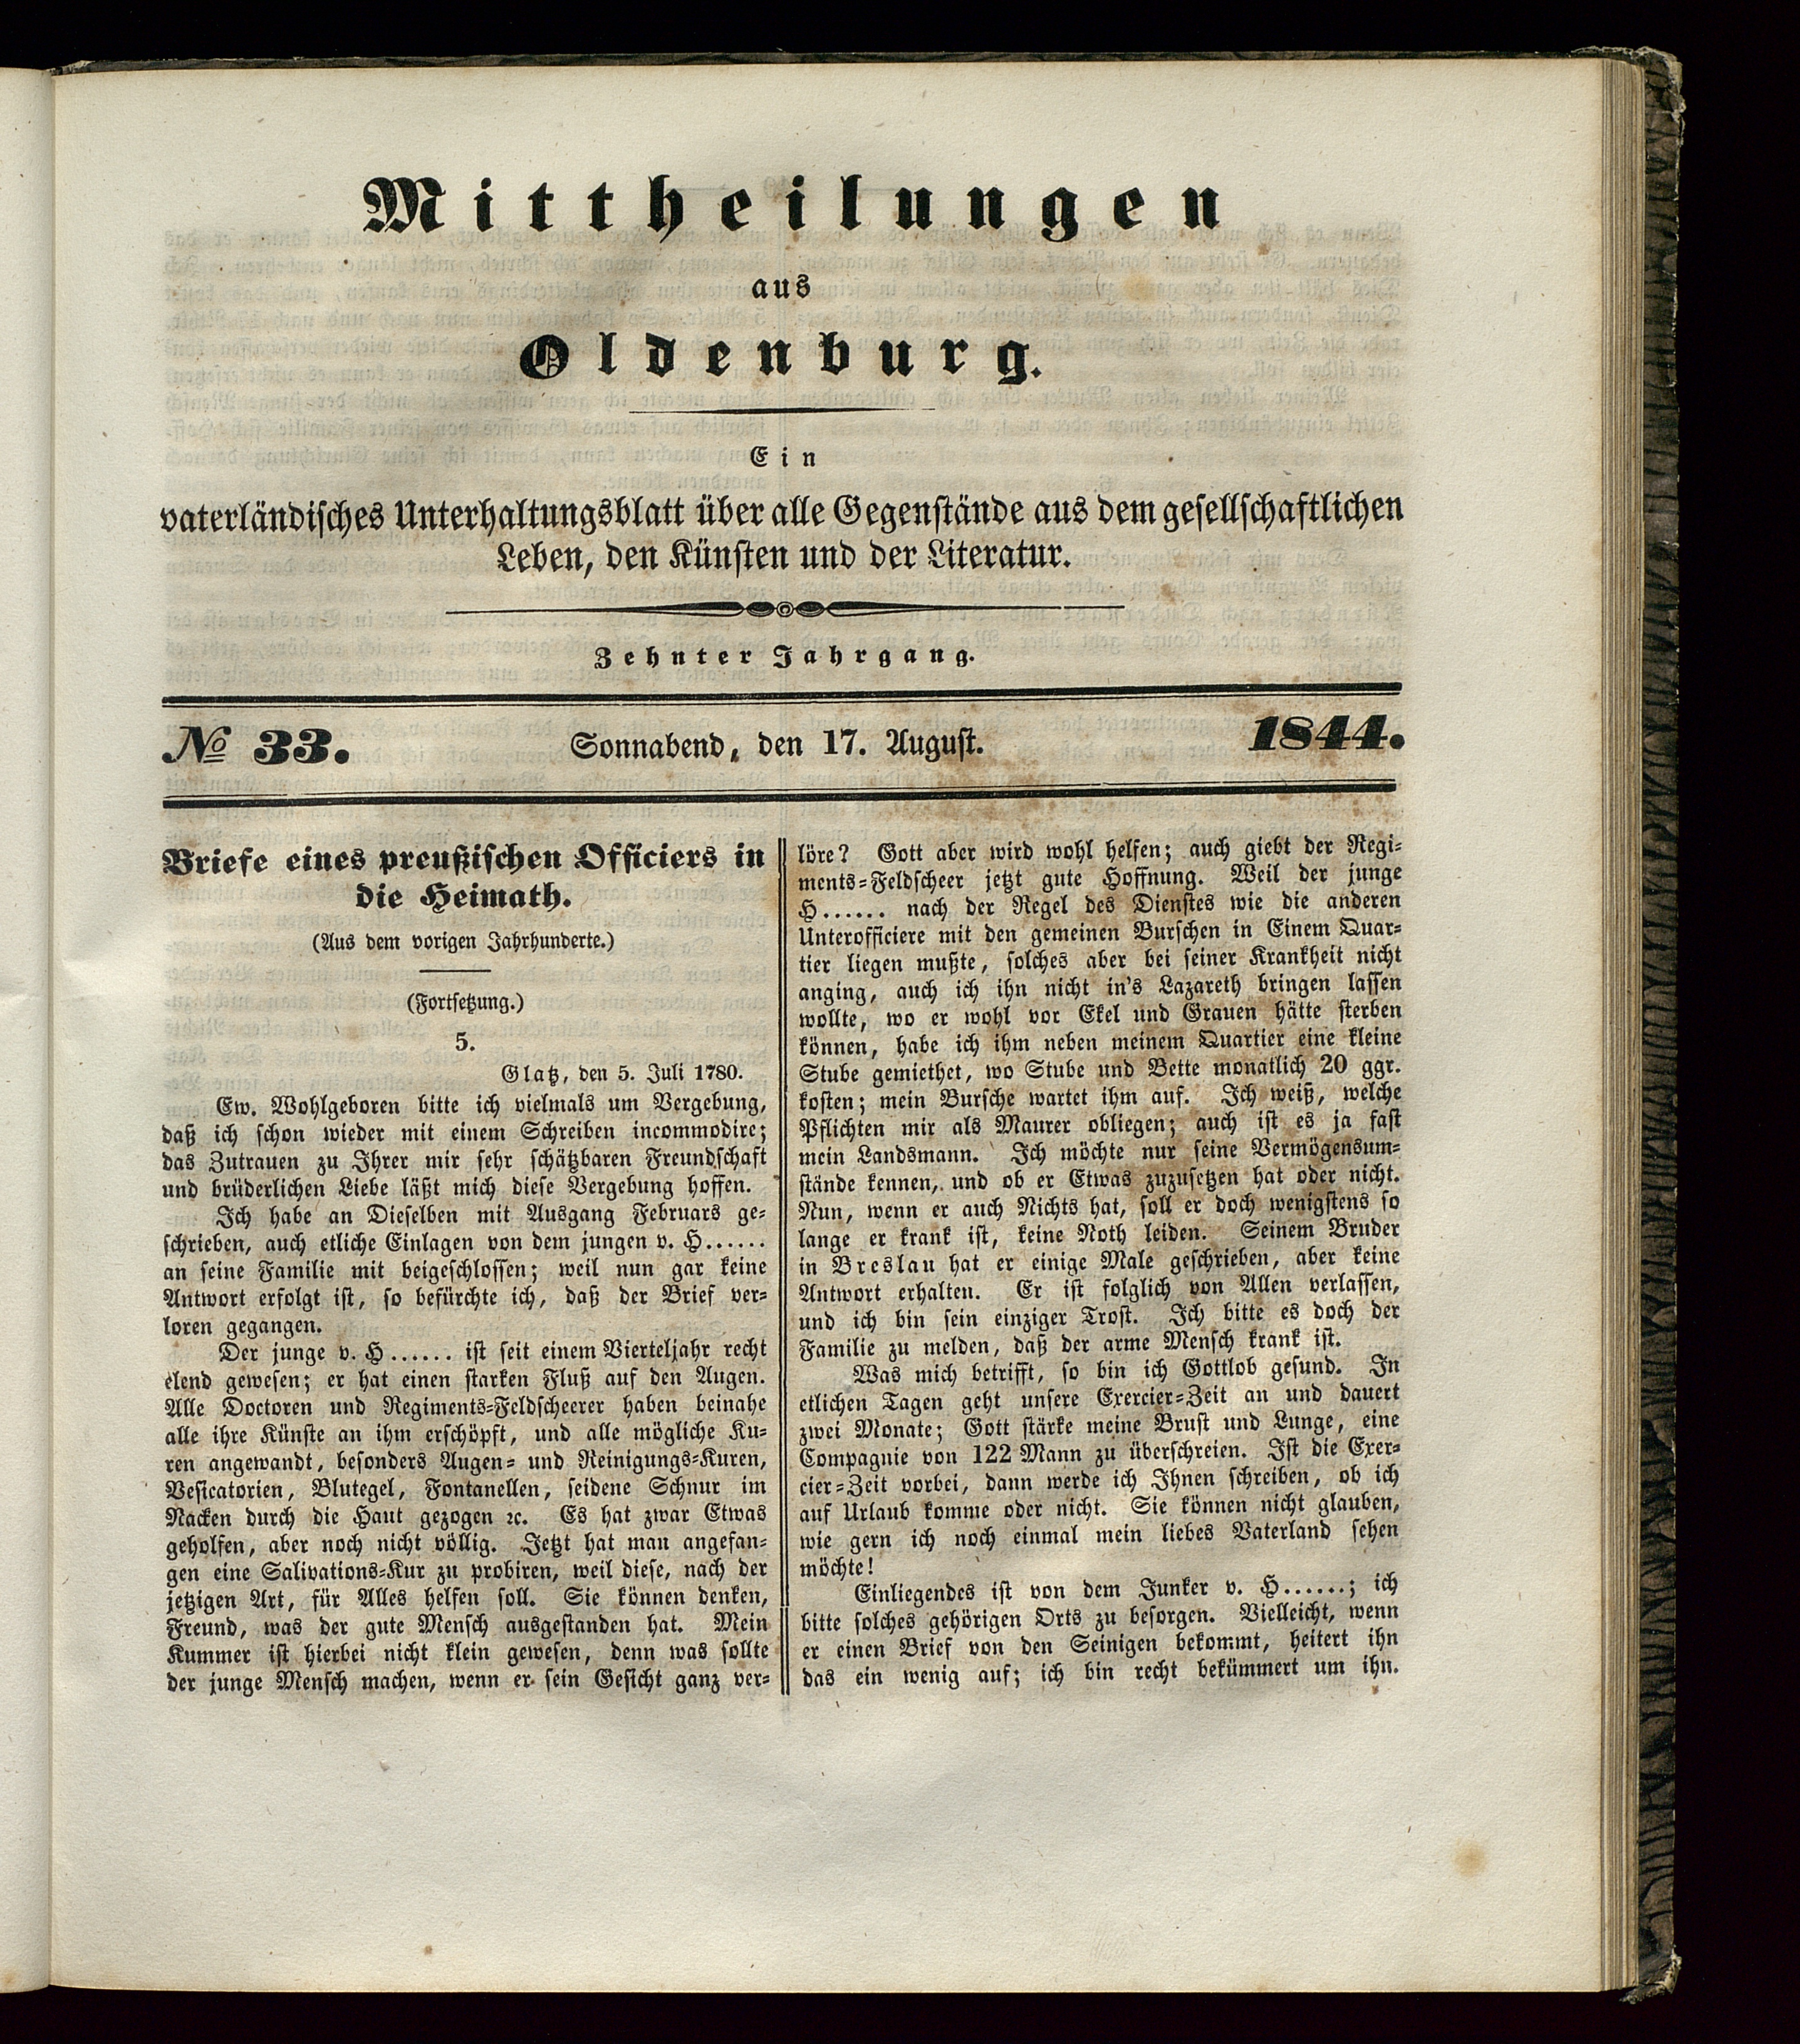 Mittheilungen
aus
Oldenburg.
Ein
vaterländisches Unterhaltungsblatt über alle Gegenstände aus dem gesellschaftlichen
Leben, den Künsten und der Literatur.
Zehnter Jahrgang.
№ 33. Sonnabend, den 17. August. 1844.
Briefe eines preußischen Officiers in
die Heimath.
(Aus dem vorigen Jahrhunderte.)
(Fortsetzung.)
5.
Glatz, den 5. Juli 1780.
Ew. Wohlgeboren bitte ich vielmals um Vergebung,
daß ich schon wieder mit einem Schreiben incommodire;
das Zutrauen zu Ihrer mir sehr schätzbaren Freundschaft
und brüderlichen Liebe läßt mich diese Vergebung hoffen.
Ich habe an Dieselben mit Ausgang Februars ge-
schrieben, auch etliche Einlagen von dem jungen v. H......
an seine Familie mit beigeschlossen; weil nun gar keine
Antwort erfolgt ist, so befürchte ich, daß der Brief ver-
loren gegangen.
Der junge v. H...... ist seit einem Vierteljahr recht
elend gewesen; er hat einen starken Fluß auf den Augen.
Alle Doctoren und Regiments-Feldscheerer haben beinahe
alle ihre Künste an ihm erschöpft, und alle mögliche Ku-
ren angewandt, besonders Augen- und Reinigungs-Kuren,
Vesicatorien, Blutegel, Fontanellen, seidene Schnur im
Nacken durch die Haut gezogen ꝛc. Es hat zwar Etwas
geholfen, aber noch nicht völlig. Jetzt hat man angefan-
gen eine Salivations-Kur zu probiren, weil diese, nach der
jetzigen Art, für Alles helfen soll. Sie können denken,
Freund, was der gute Mensch ausgestanden hat. Mein
Kummer ist hierbei nicht klein gewesen, denn was sollte
der junge Mensch machen, wenn er sein Gesicht ganz ver-
löre? Gott aber wird wohl helfen; auch giebt der Regi-
ments-Feldscheer jetzt gute Hoffnung. Weil der junge
H...... nach der Regel des Dienstes wie die anderen
Unterofficiere mit den gemeinen Burschen in Einem Quar-
tier liegen mußte, solches aber bei seiner Krankheit nicht
anging, auch ich ihn nicht in's Lazareth bringen lassen
wollte, wo er wohl vor Ekel und Grauen hätte sterben
können, habe ich ihm neben meinem Quartier eine kleine
Stube gemiethet, wo Stube und Bette monatlich 20 ggr.
kosten; mein Bursche wartet ihm auf. Ich weiß, welche
Pflichten mir als Maurer obliegen; auch ist es ja fast
mein Landsmann. Ich möchte nur seine Vermögensum-
stände kennen, und ob er Etwas zuzusetzen hat oder nicht.
Nun, wenn er auch Nichts hat, soll er doch wenigstens so
lange er krank ist, keine Noth leiden. Seinem Bruder
in Breslau hat er einige Male geschrieben, aber keine
Antwort erhalten. Er ist folglich von Allen verlassen,
und ich bin sein einziger Trost. Ich bitte es doch der
Familie zu melden, daß der arme Mensch krank ist.
Was mich betrifft, so bin ich Gottlob gesund. In
etlichen Tagen geht unsere Exercier-Zeit an und dauert
zwei Monate; Gott stärke meine Brust und Lunge, eine
Compagnie von 122 Mann zu überschreien. Ist die Exer-
cier-Zeit vorbei, dann werde ich Ihnen schreiben, ob ich
auf Urlaub komme oder nicht. Sie können nicht glauben,
wie gern ich noch einmal mein liebes Vaterland sehen
möchte!
Einliegendes ist von dem Junker v. H......; ich
bitte solches gehörigen Orts zu besorgen. Vielleicht, wenn
er einen Brief von den Seinigen bekommt, heitert ihn
das ein wenig auf; ich bin recht bekümmert um ihn.